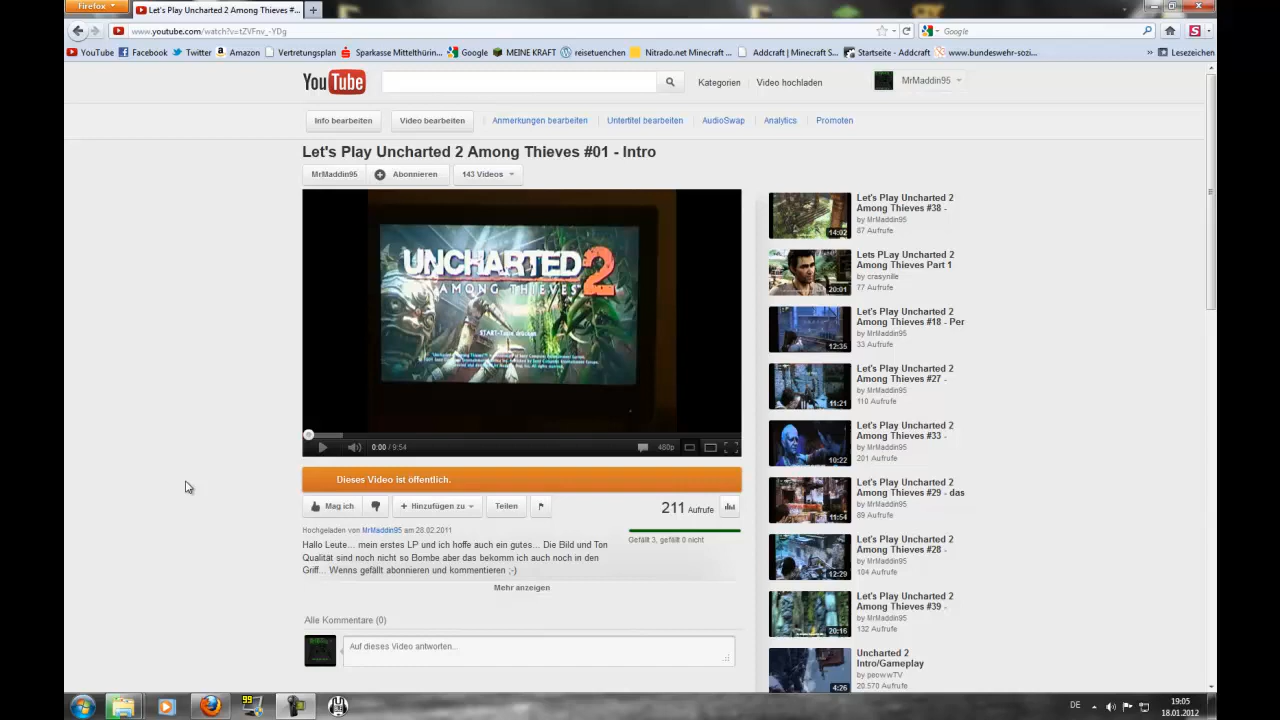 Firefox
Let's Play Uncharted 2 Among Thieves #...
www.youtube.com/watch?v=tZVFnv_-YDg
Google
YouTube Facebook Twitter Amazon Vertretungsplan Sparkasse Mittelthürin... Google MEINE KRAFT reisetuenchen Nitrado.net Minecraft ... Addcraft | Minecraft S... Startseite - Addcraft www.bundeswehr-sozi... » Lesezeichen
YouTube Kategorien Video hochladen MrMaddin95
Info bearbeiten Video bearbeiten Anmerkungen bearbeiten Untertitel bearbeiten AudioSwap Analytics Promoten
Let's Play Uncharted 2 Among Thieves #01 - Intro
MrMaddin95 Abonnieren 143 Videos
UNCHARTED 2
AMONG THIEVES
START-Taste drücken
0:00 / 9:54 480p
Dieses Video ist öffentlich.
Mag ich Hinzufügen zu Teilen 211 Aufrufe
Hochgeladen von MrMaddin95 am 28.02.2011
Gefällt 3, gefällt 0 nicht
Hallo Leute... mein erstes LP und ich hoffe auch ein gutes... Die Bild und Ton
Qualität sind noch nicht so Bombe aber das bekomm ich auch noch in den
Griff... Wenns gefällt abonnieren und kommentieren ;-)
Mehr anzeigen
Alle Kommentare (0)
Auf dieses Video antworten...
14:02
Let's Play Uncharted 2
Among Thieves #38 -
by MrMaddin95
87 Aufrufe
20:01
Lets PLay Uncharted 2
Among Thieves Part 1
by crasynille
77 Aufrufe
12:35
Let's Play Uncharted 2
Among Thieves #18 - Per
by MrMaddin95
33 Aufrufe
11:21
Let's Play Uncharted 2
Among Thieves #27 -
by MrMaddin95
110 Aufrufe
10:22
Let's Play Uncharted 2
Among Thieves #33 -
by MrMaddin95
201 Aufrufe
11:54
Let's Play Uncharted 2
Among Thieves #29 - das
by MrMaddin95
89 Aufrufe
12:29
Let's Play Uncharted 2
Among Thieves #28 -
by MrMaddin95
104 Aufrufe
20:16
Let's Play Uncharted 2
Among Thieves #39 -
by MrMaddin95
132 Aufrufe
4:26
Uncharted 2
Intro/Gameplay
by peowwTV
20.570 Aufrufe
99
DE
19:05
18.01.2012